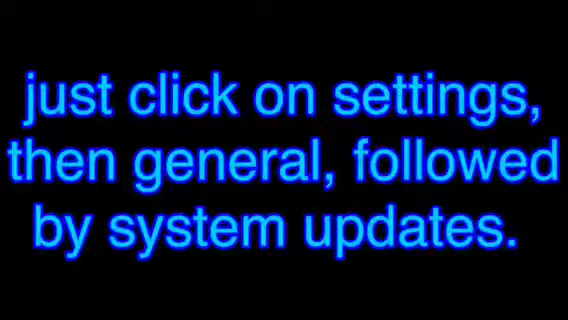 just click on settings,
then general, followed
by system updates.